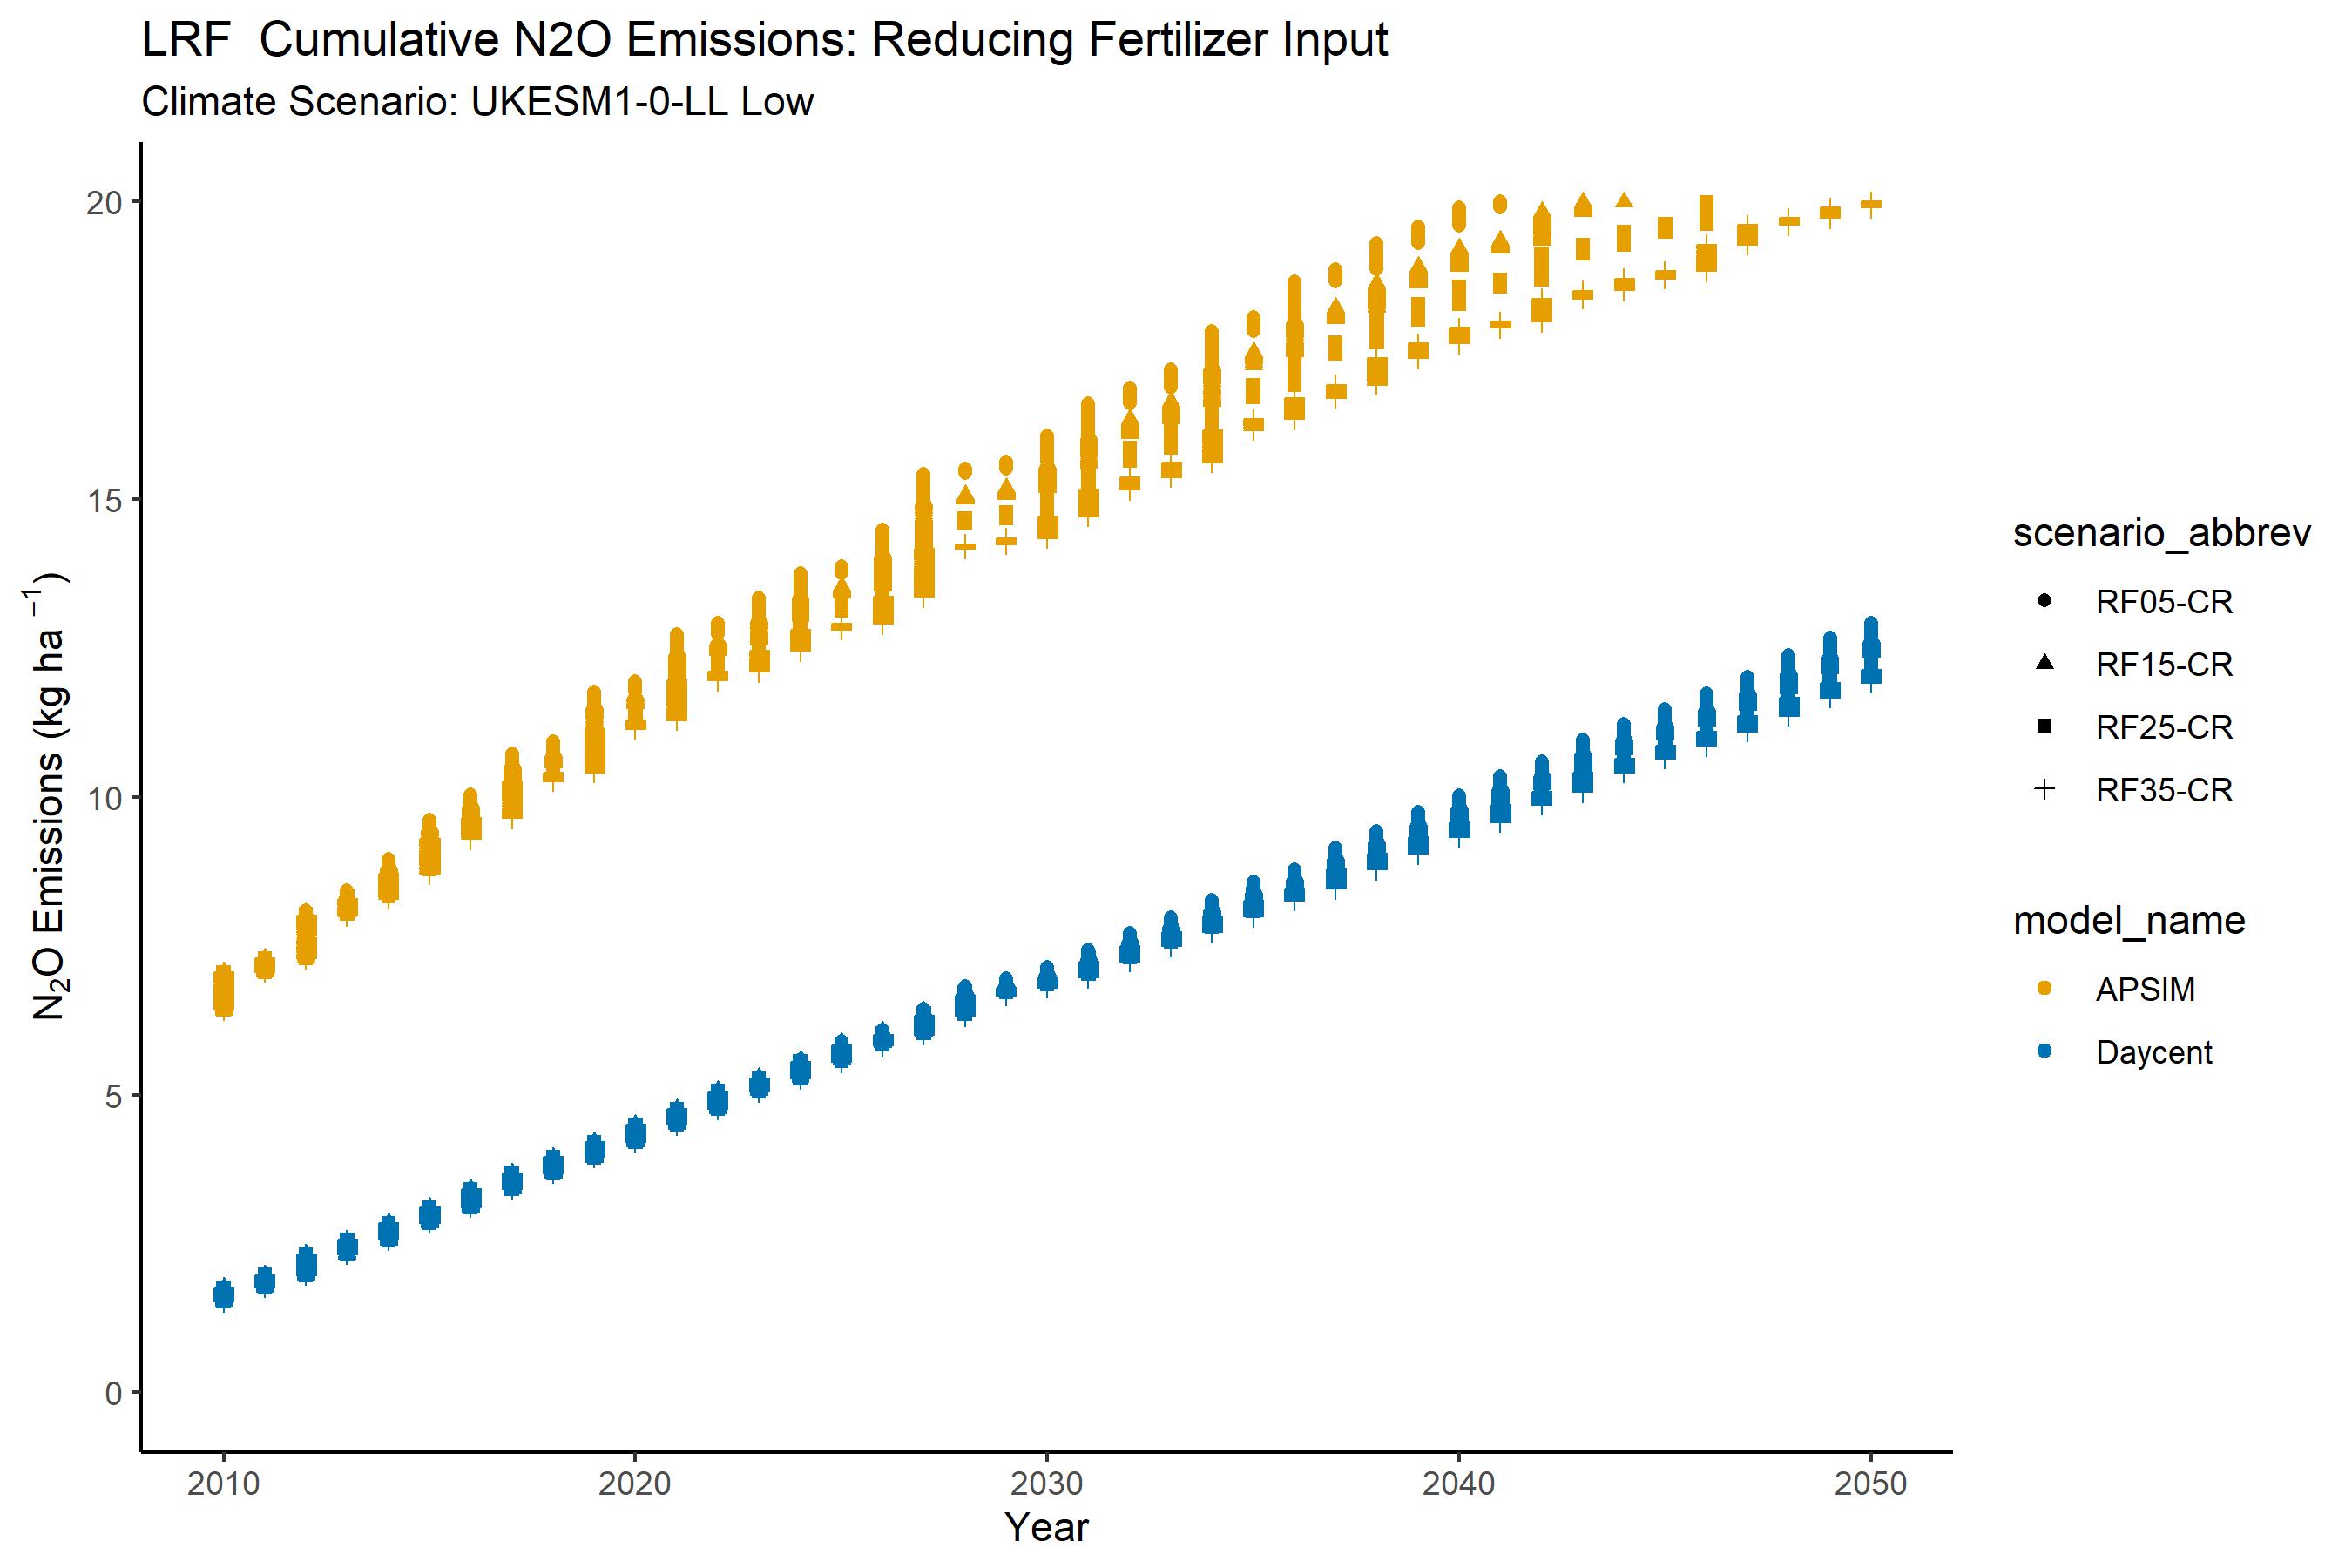 LRF  Cumulative N2O Emissions: Reducing Fertilizer Input
Climate Scenario: UKESM1-0-LL Low
N₂O Emissions (kg ha ⁻¹)
20
15
10
5
0
2010 2020 2030 2040 2050
Year
scenario_abbrev
RF05-CR
RF15-CR
RF25-CR
RF35-CR
model_name
APSIM
Daycent